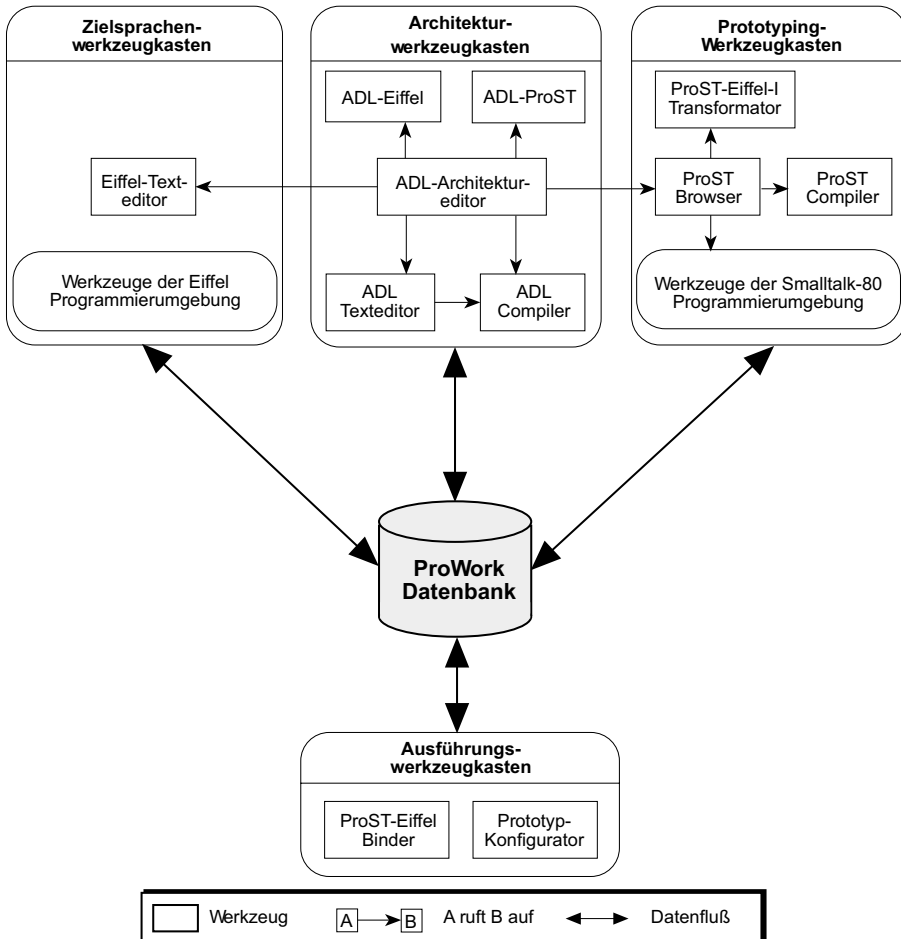 Zielsprachen-
werkzeugkasten
Eiffel-Text-
editor
Werkzeuge der Eiffel
Programmierumgebung
Architektur-
werkzeugkasten
ADL-Eiffel
ADL-ProST
ADL-Architektur-
editor
ADL
Texteditor
ADL
Compiler
Prototyping-
Werkzeugkasten
ProST-Eiffel-I
Transformator
ProST
Browser
ProST
Compiler
Werkzeuge der Smalltalk-80
Programmierumgebung
ProWork
Datenbank
Ausführungs-
werkzeugkasten
ProST-Eiffel
Binder
Prototyp-
Konfigurator
Werkzeug
A B A ruft B auf
Datenfluß